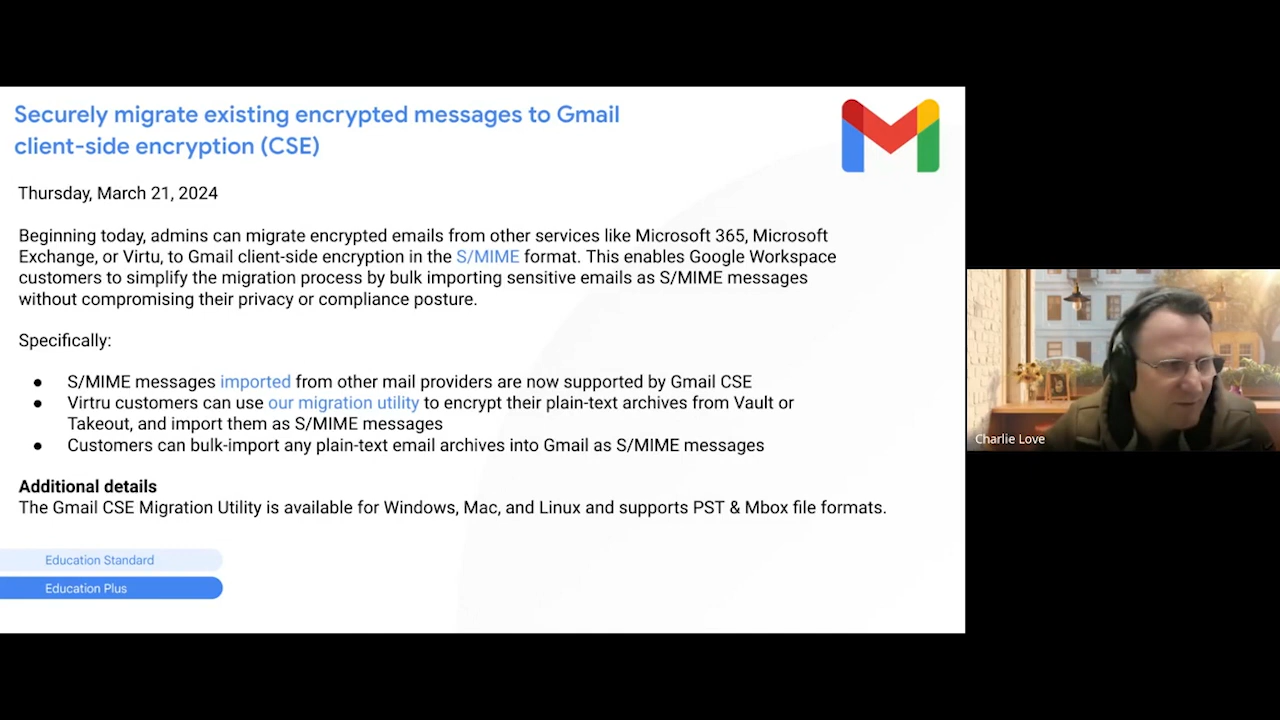 Securely migrate existing encrypted messages to Gmail
client-side encryption (CSE)
Thursday, March 21, 2024
Beginning today, admins can migrate encrypted emails from other services like Microsoft 365, Microsoft
Exchange, or Virtu, to Gmail client-side encryption in the S/MIME format. This enables Google Workspace
customers to simplify the migration process by bulk importing sensitive emails as S/MIME messages
without compromising their privacy or compliance posture.
Specifically:
● S/MIME messages imported from other mail providers are now supported by Gmail CSE
● Virtru customers can use our migration utility to encrypt their plain-text archives from Vault or
Takeout, and import them as S/MIME messages
● Customers can bulk-import any plain-text email archives into Gmail as S/MIME messages
Additional details
The Gmail CSE Migration Utility is available for Windows, Mac, and Linux and supports PST & Mbox file formats.
Education Standard
Education Plus
Charlie Love